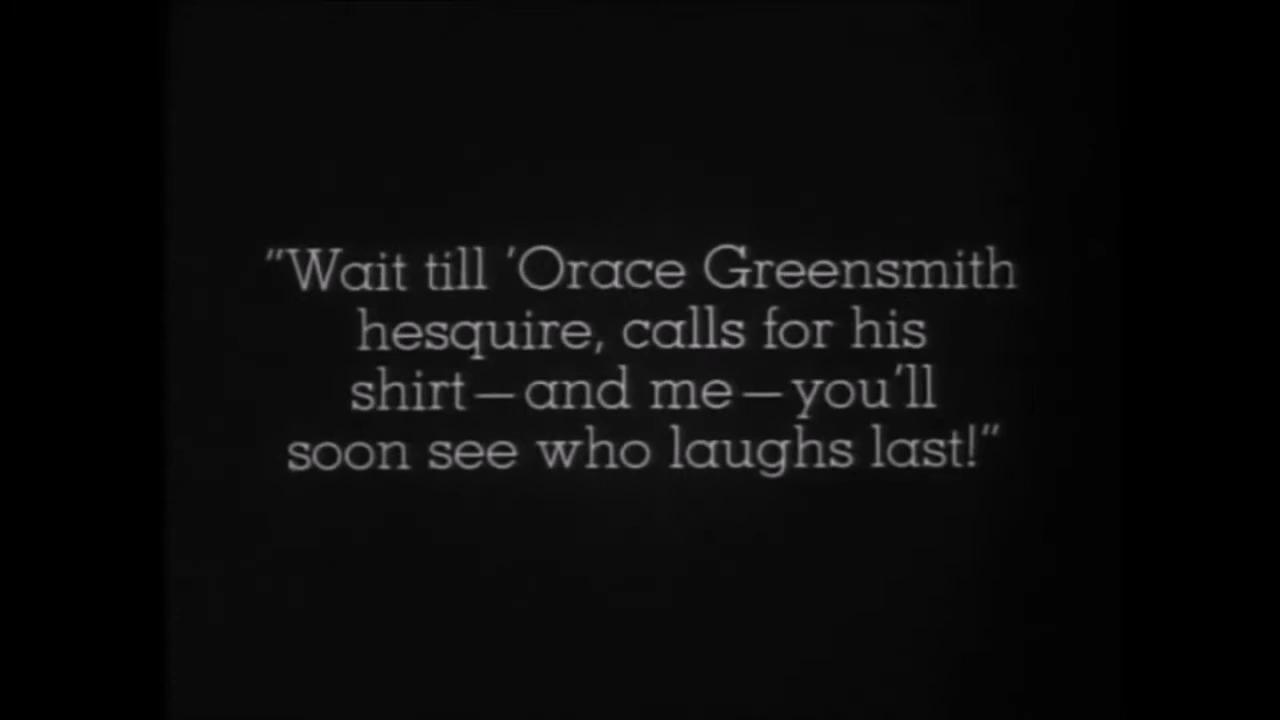 "Wait till 'Orace Greensmith
hesquire, calls for his
shirt—and me—you'll
soon see who laughs last!"